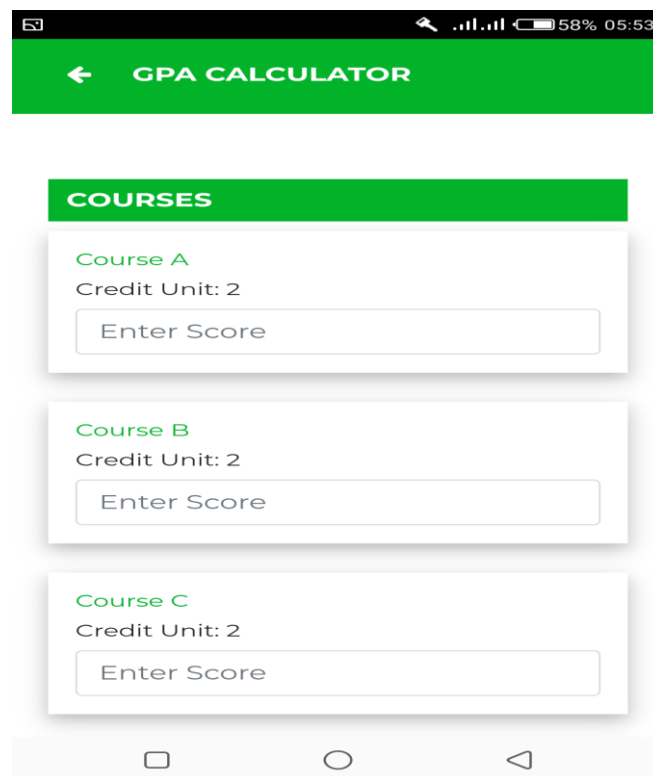 58% 05:53
GPA CALCULATOR
COURSES
Course A
Credit Unit: 2
Enter Score
Course B
Credit Unit: 2
Enter Score
Course C
Credit Unit: 2
Enter Score